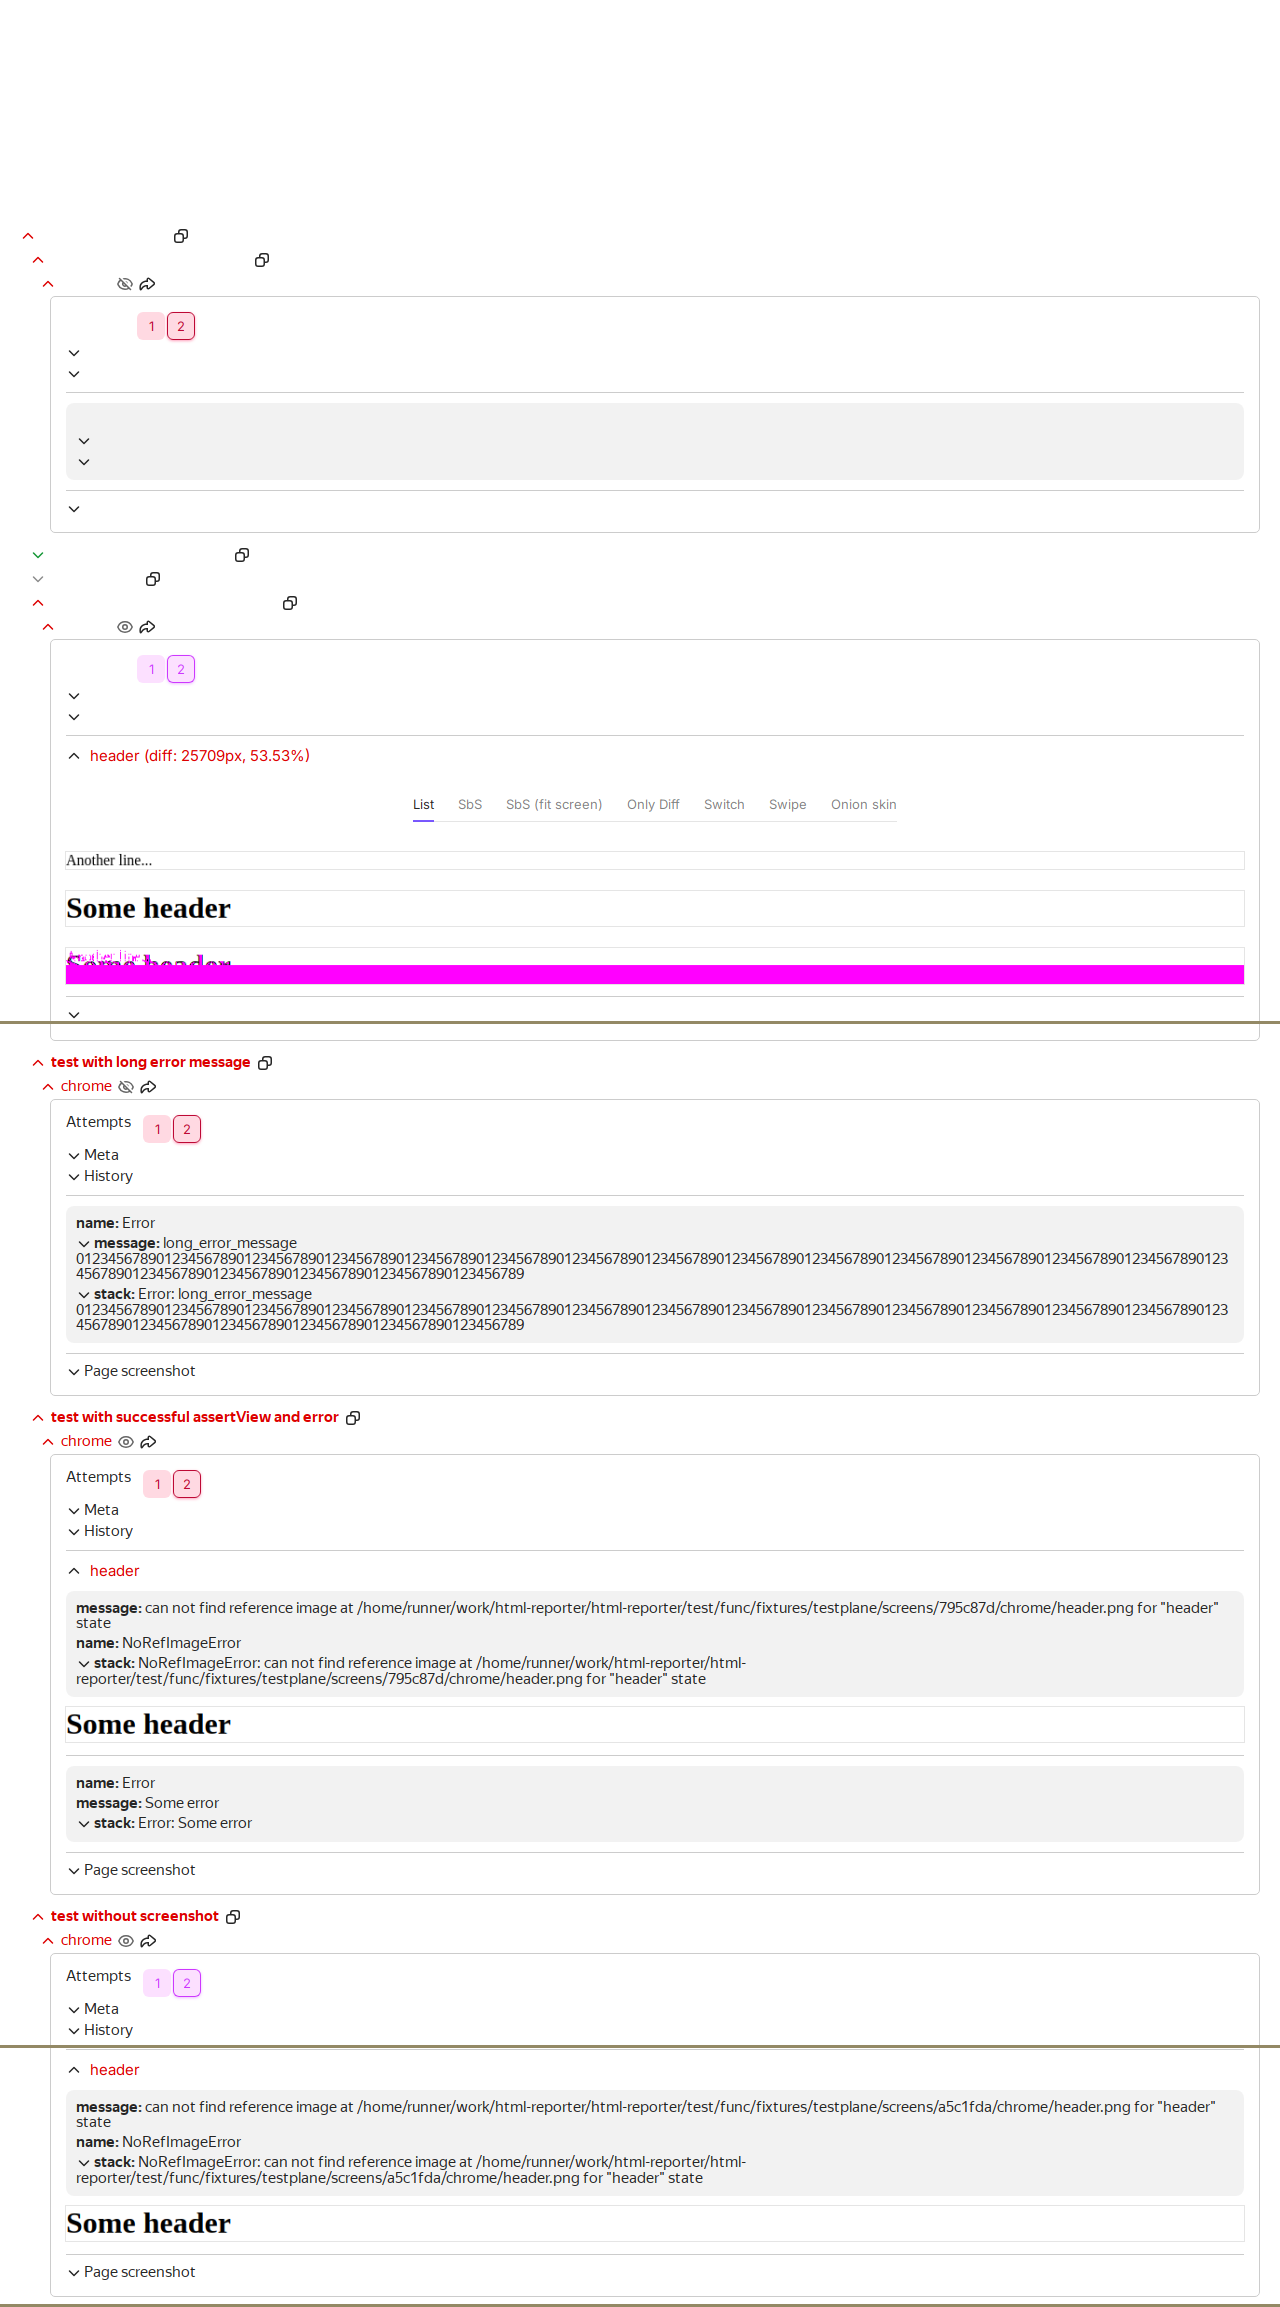 1 2
1 2
header (diff: 25709px, 53.53%)
List SbS SbS (fit screen) Only Diff Switch Swipe Onion skin
Another line...
Some header
Another line...
Some header
test with long error message
chrome
Attempts 1 2
Meta
History
name: Error
message: long_error_message
0123456789012345678901234567890123456789012345678901234567890123456789012345678901234567890123456789012345678901234567890123456789012345678901234567890123
456789012345678901234567890123456789012345678901234567890123456789
stack: Error: long_error_message
0123456789012345678901234567890123456789012345678901234567890123456789012345678901234567890123456789012345678901234567890123456789012345678901234567890123
456789012345678901234567890123456789012345678901234567890123456789
Page screenshot
test with successful assertView and error
chrome
Attempts 1 2
Meta
History
header
message: can not find reference image at /home/runner/work/html-reporter/html-reporter/test/func/fixtures/testplane/screens/795c87d/chrome/header.png for "header"
state
name: NoRefImageError
stack: NoRefImageError: can not find reference image at /home/runner/work/html-reporter/html-
reporter/test/func/fixtures/testplane/screens/795c87d/chrome/header.png for "header" state
Some header
name: Error
message: Some error
stack: Error: Some error
Page screenshot
test without screenshot
chrome
Attempts 1 2
Meta
History
header
message: can not find reference image at /home/runner/work/html-reporter/html-reporter/test/func/fixtures/testplane/screens/a5c1fda/chrome/header.png for "header"
state
name: NoRefImageError
stack: NoRefImageError: can not find reference image at /home/runner/work/html-reporter/html-
reporter/test/func/fixtures/testplane/screens/a5c1fda/chrome/header.png for "header" state
Some header
Page screenshot